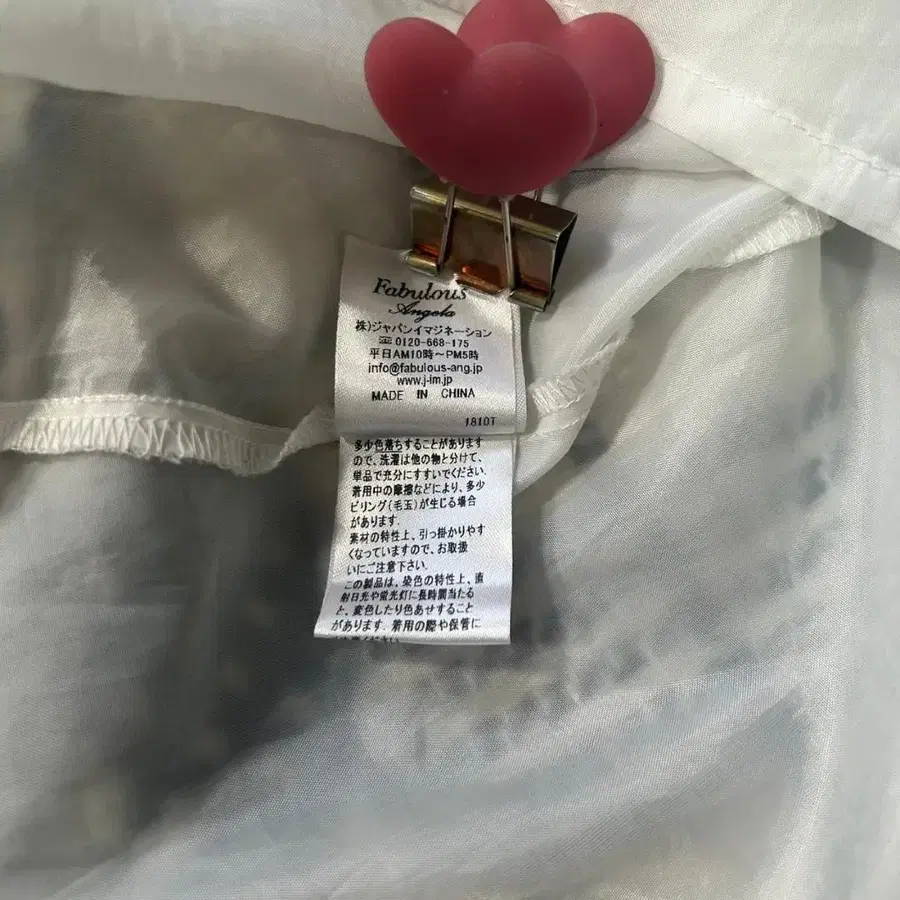 Fabulous
Angela
株)ジャパンイマジネーション
0120-668-175
平日AM10時〜PM5時
info@fabulous-ang.jp
www.j-im.jp
MADE IN CHINA
1810T
多少色落ちすることがあります
ので、洗濯は他の物と分けて、
単品で充分にすすいでください.
着用中の摩擦などにより、多少
ピリング(毛玉)が生じる場合
があります.
素材の特性上、引っ掛かりやす
くなっていますので、お取扱
いにご注意下さい.
この製品は、染色の特性上、直
射日光や蛍光灯に長時間当たる
と、変色したり色あせすること
があります. 着用の際や保管に